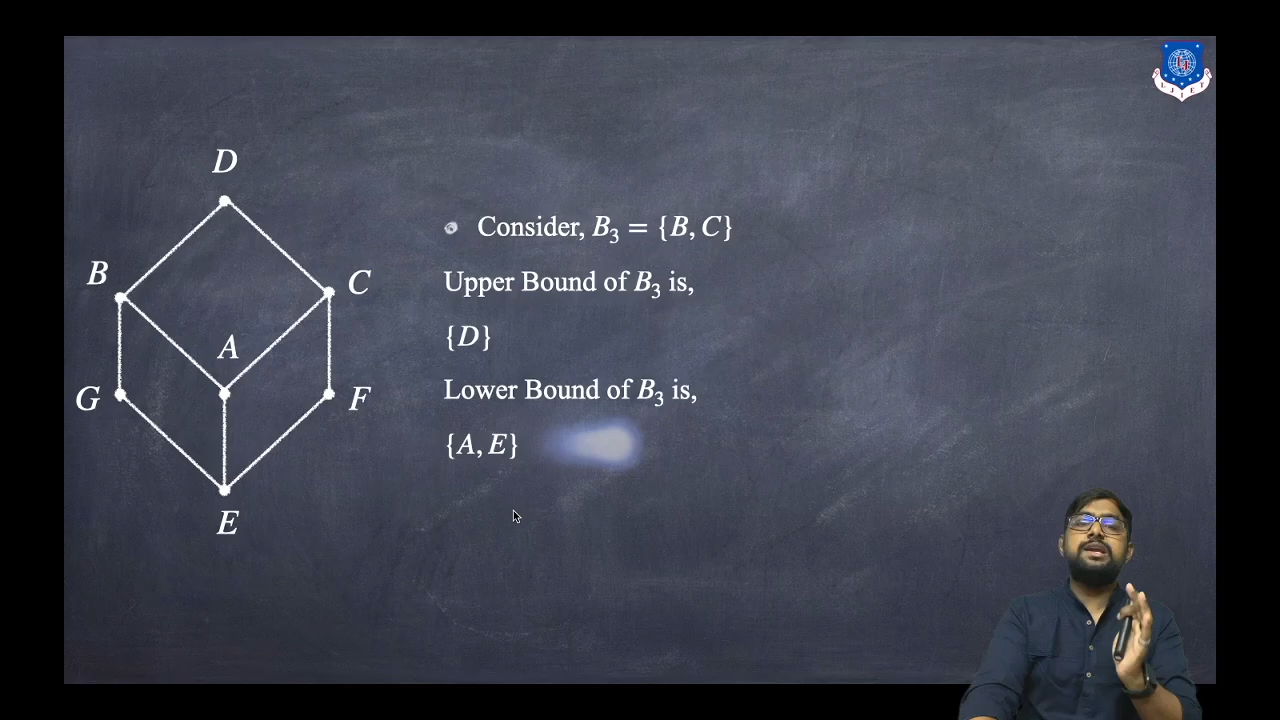 D
Consider, B₃ = {B, C}
B
C
Upper Bound of B₃ is,
{D}
A
Lower Bound of B₃ is,
G
F
{A, E}
E